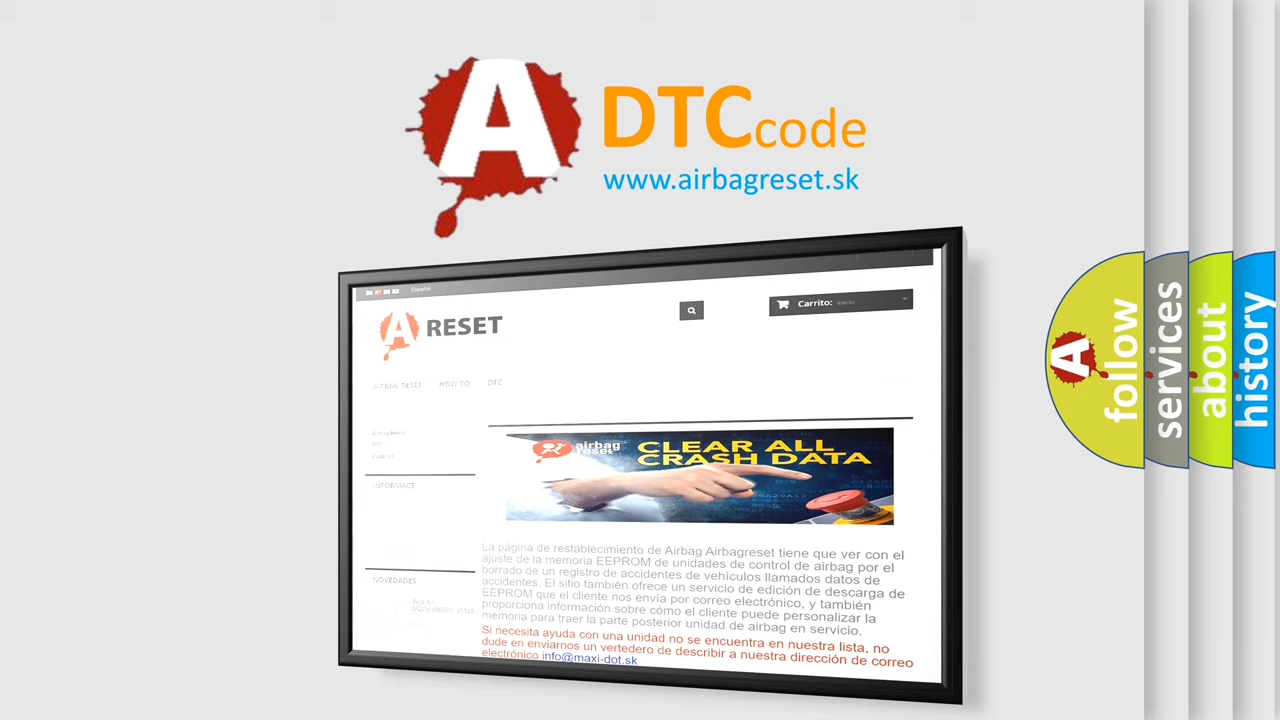 A DTCcode
www.airbagreset.sk
Español
A RESET
Carrito: vacío
AIRBAG RESET HOW TO DTC
INFORMACE
airbag
reset
CLEAR ALL
CRASH DATA
NOVEDADES
La página de restablecimiento de Airbag Airbagreset tiene que ver con el
ajuste de la memoria EEPROM de unidades de control de airbag por el
borrado de un registro de accidentes de vehículos llamados datos de
accidentes. El sitio también ofrece un servicio de edición de descarga de
EEPROM que el cliente nos envía por correo electrónico, y también
proporciona información sobre cómo el cliente puede personalizar la
memoria para traer la parte posterior unidad de airbag en servicio.
Si necesita ayuda con una unidad no se encuentra en nuestra lista, no
dude en enviarnos un vertedero de describir a nuestra dirección de correo
electrónico info@maxi-dot.sk
A follow
services
about
history